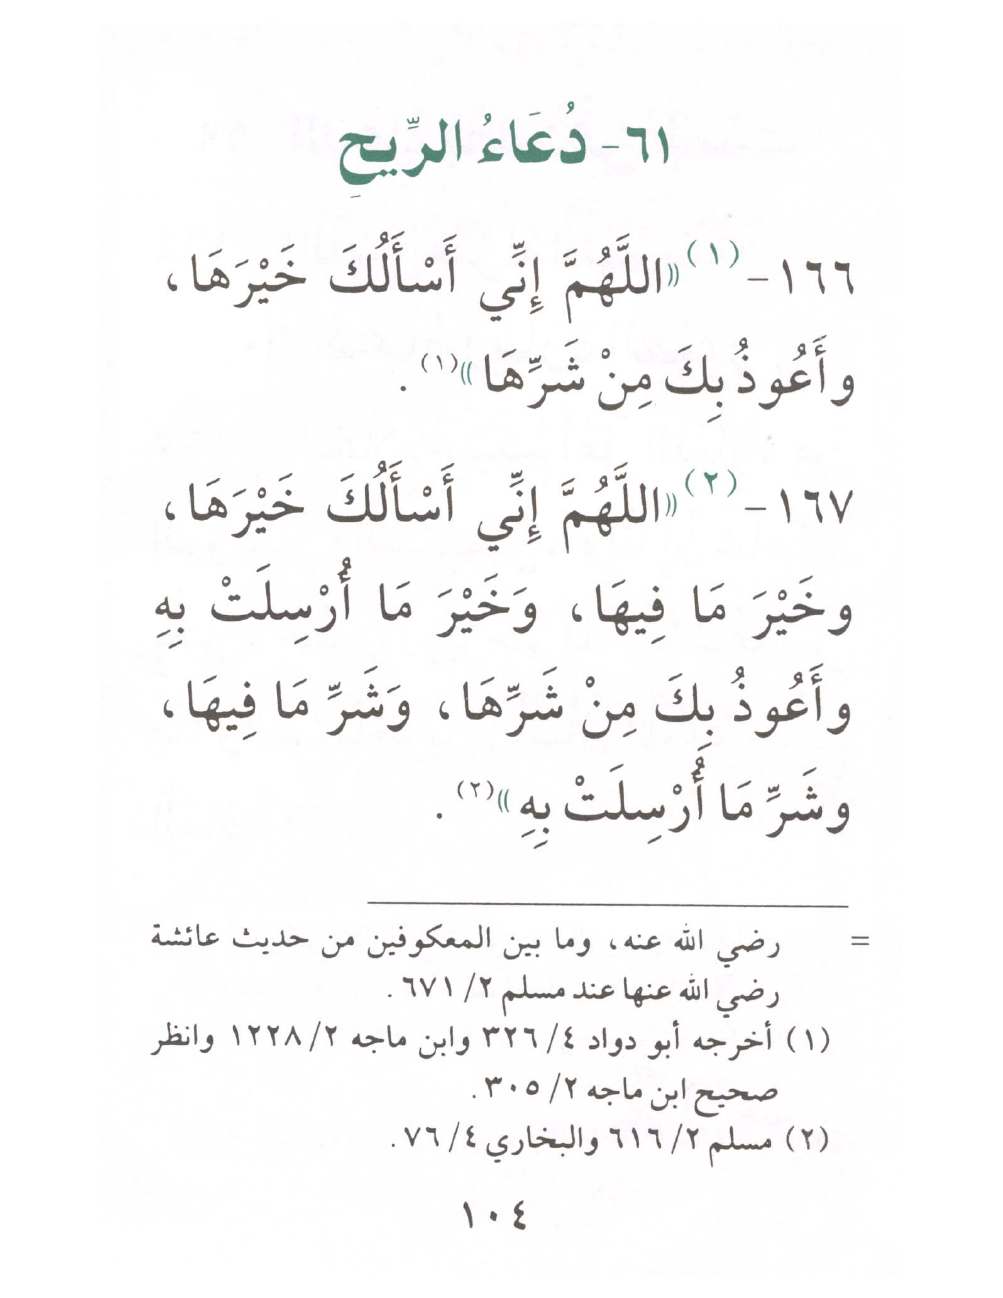 ٦١- دُعَاءُ الرِّيحِ
١٦٦-(١) «اللَّهُمَّ إِنِّي أَسْأَلُكَ خَيْرَهَا،
وأَعُوذُ بِكَ مِنْ شَرِّهَا»(١).
١٦٧-(٢) «اللَّهُمَّ إِنِّي أَسْأَلُكَ خَيْرَهَا،
وخَيْرَ مَا فِيهَا، وَخَيْرَ مَا أُرْسِلَتْ بِهِ
وأَعُوذُ بِكَ مِنْ شَرِّهَا، وَشَرِّ مَا فِيهَا،
وشَرِّ مَا أُرْسِلَتْ بِهِ»(٢).
= رضي الله عنه، وما بين المعكوفين من حديث عائشة
رضي الله عنها عند مسلم ٢/ ٦٧١.
(١) أخرجه أبو دواد ٤/ ٣٢٦ وابن ماجه ٢/ ١٢٢٨ وانظر
صحيح ابن ماجه ٢/ ٣٠٥.
(٢) مسلم ٢/ ٦١٦ والبخاري ٤/ ٧٦.
١٠٤